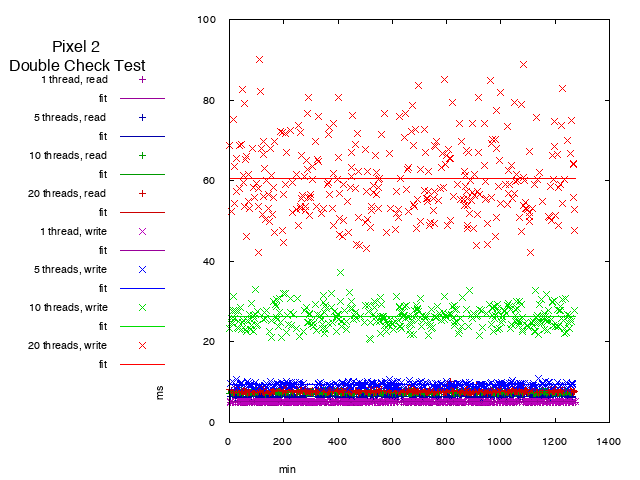 Pixel 2
Double Check Test
1 thread, read
fit
5 threads, read
fit
10 threads, read
fit
20 threads, read
fit
1 thread, write
fit
5 threads, write
fit
10 threads, write
fit
20 threads, write
fit
ms
100
80
60
40
20
0
0 200 400 600 800 1000 1200 1400
min